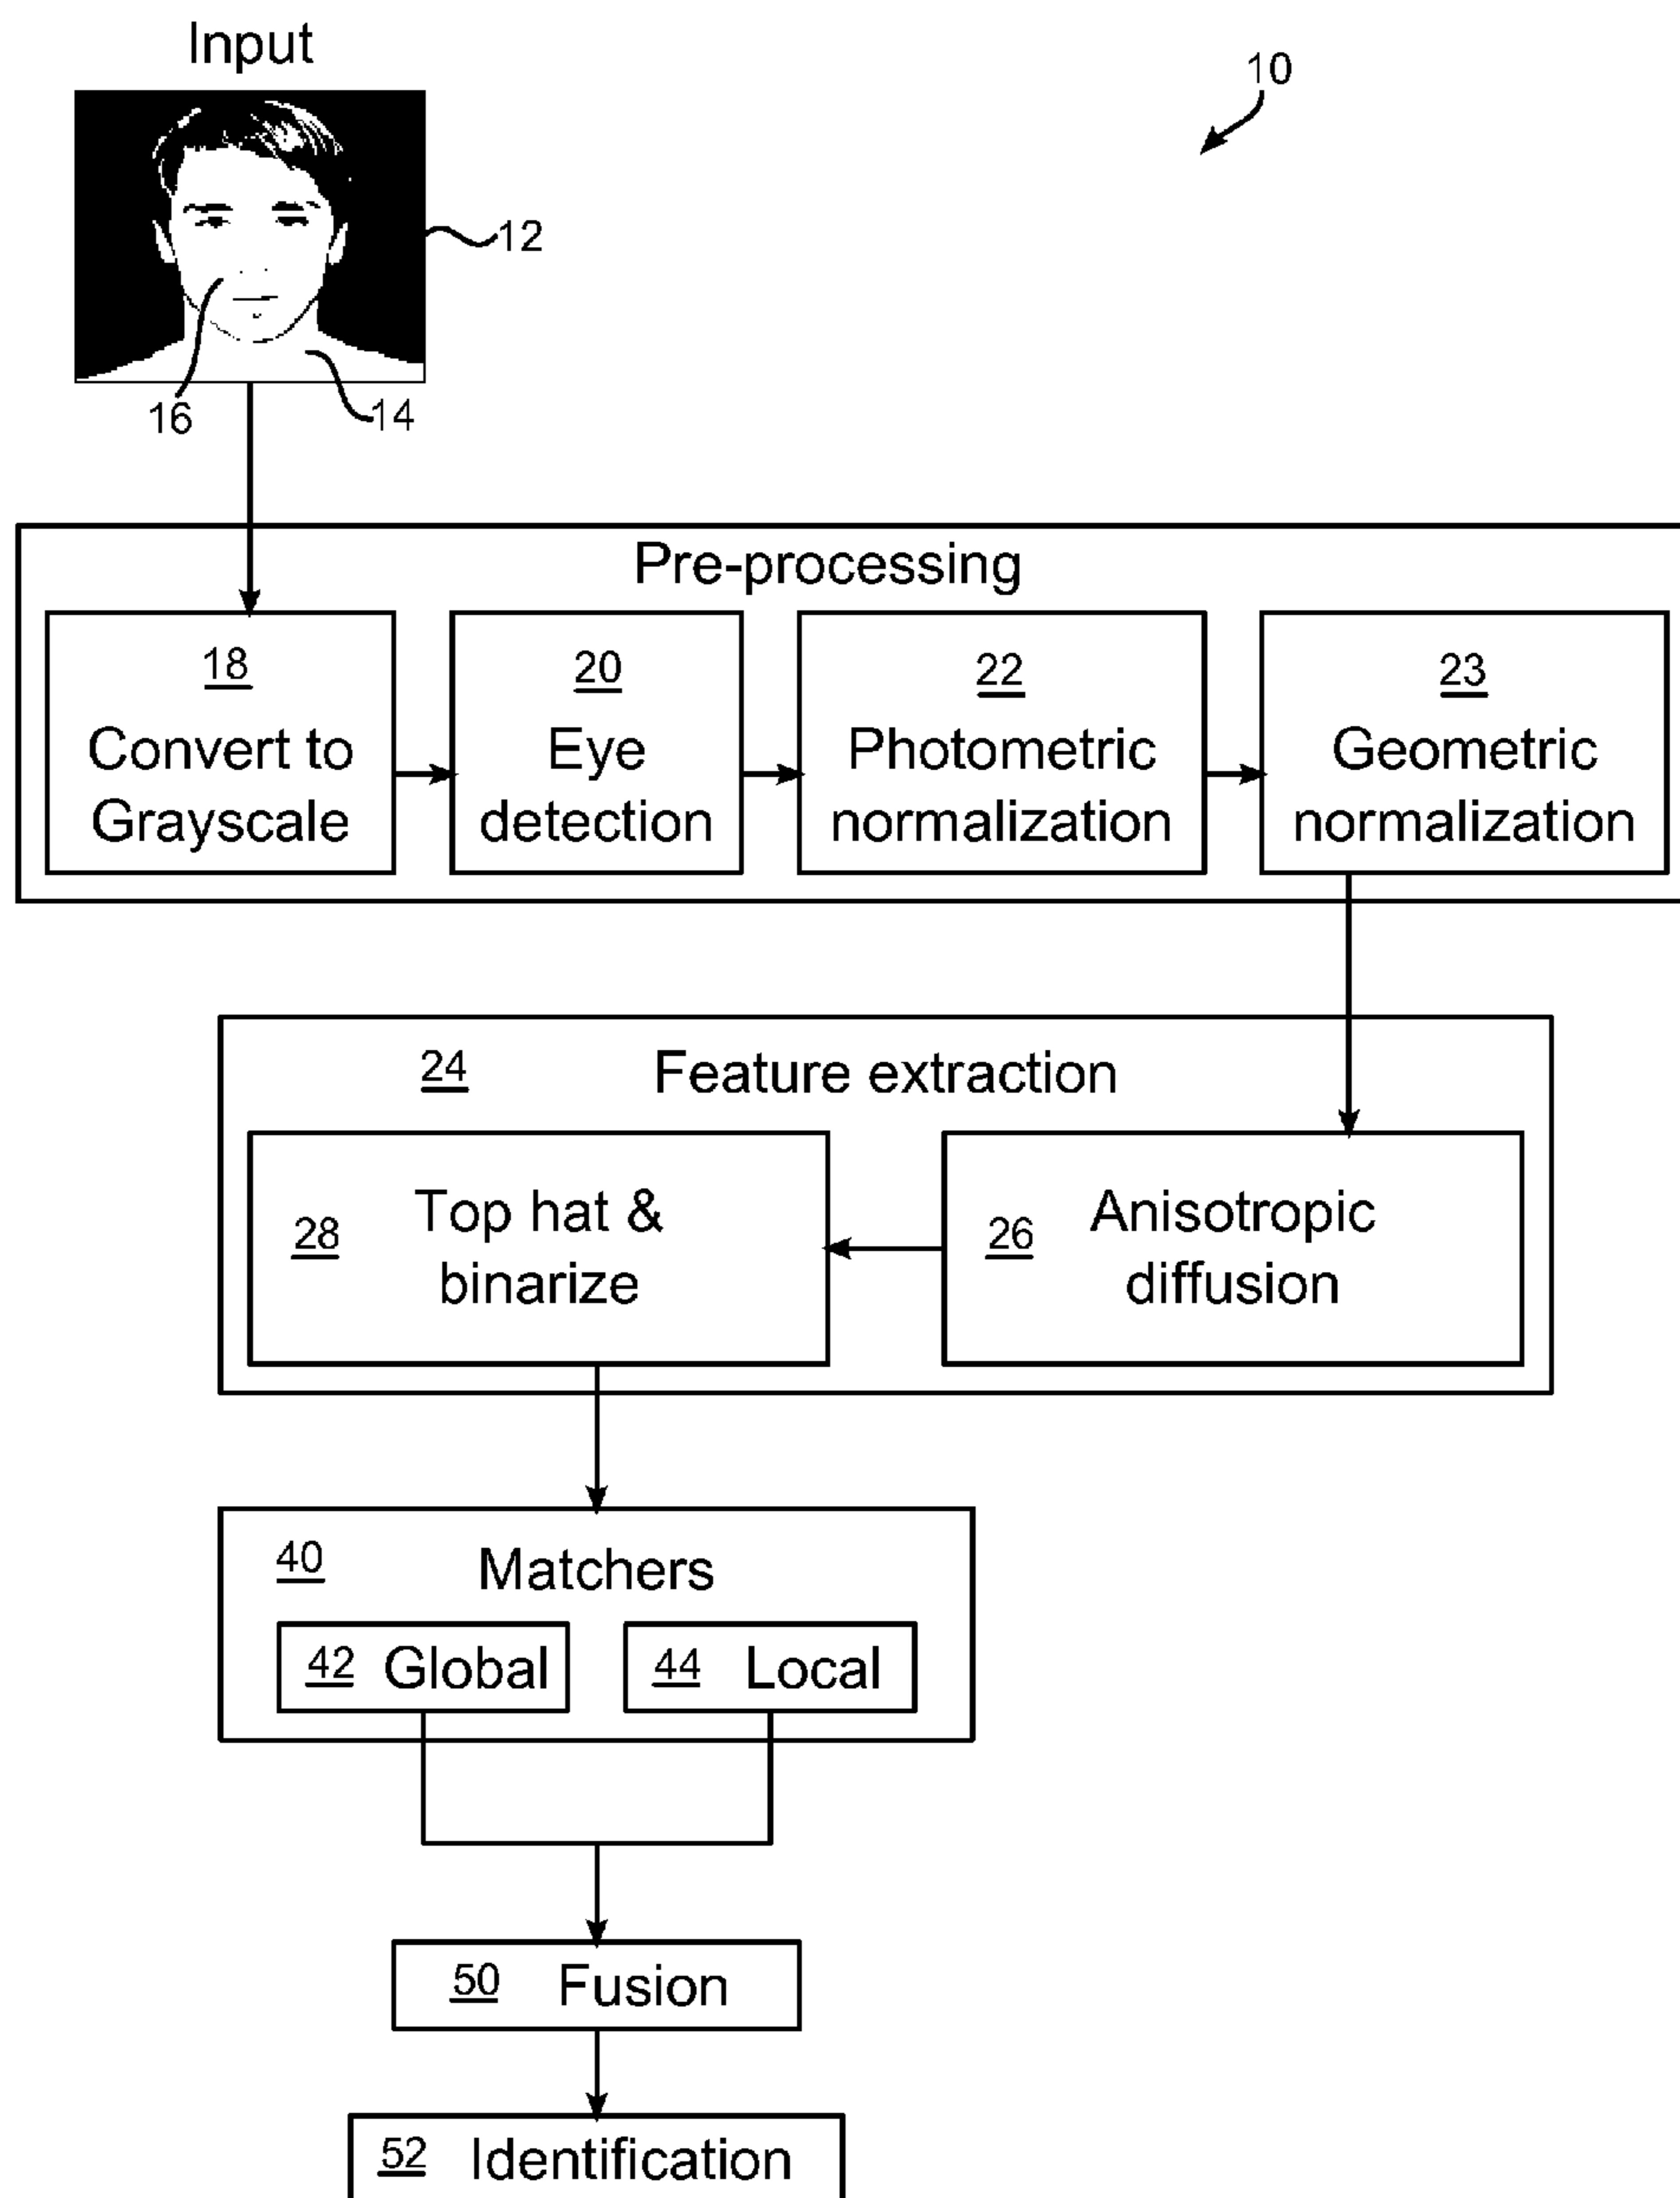 Input
10
12
16
14
Pre-processing
18
Convert to
Grayscale
20
Eye
detection
22
Photometric
normalization
23
Geometric
normalization
24
Feature extraction
28
Top hat &
binarize
26
Anisotropic
diffusion
40
Matchers
42 Global
44 Local
50 Fusion
52 Identification